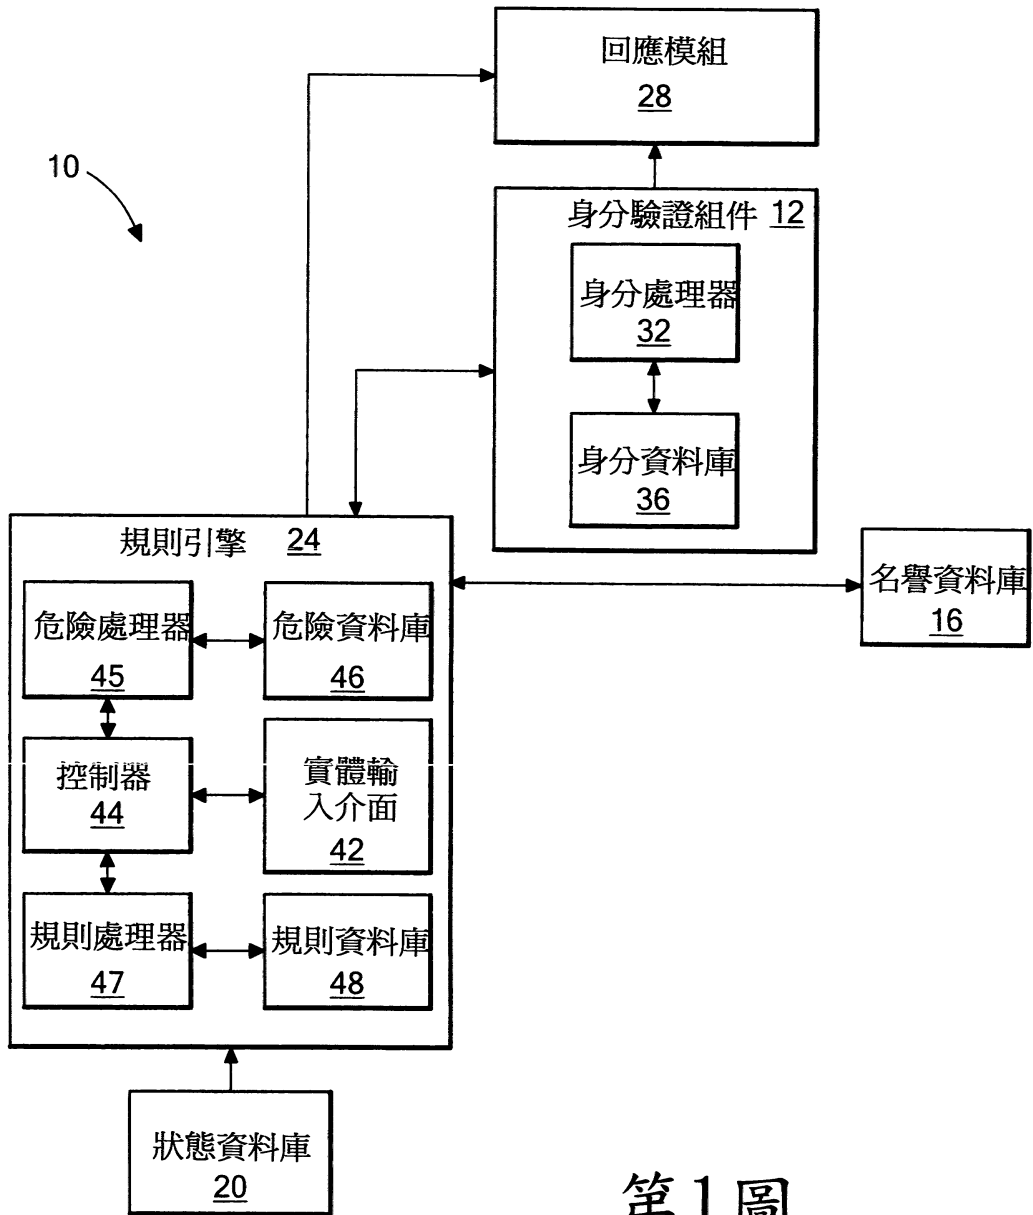 回應模組
28
10
身分驗證組件 12
身分處理器
32
身分資料庫
36
規則引擎 24
名譽資料庫
16
危險處理器
45
危險資料庫
46
控制器
44
實體輸
入介面
42
規則處理器
47
規則資料庫
48
狀態資料庫
20
第1圖